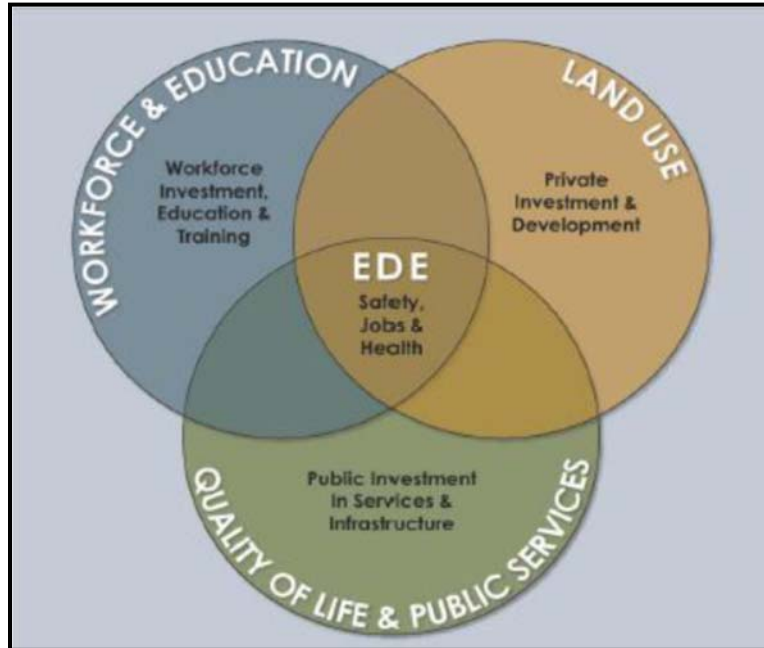 WORKFORCE & EDUCATION
LAND USE
Workforce
Investment,
Education &
Training
Private
Investment &
Development
EDE
Safety,
Jobs &
Health
Public Investment
In Services &
Infrastructure
QUALITY OF LIFE & PUBLIC SERVICES